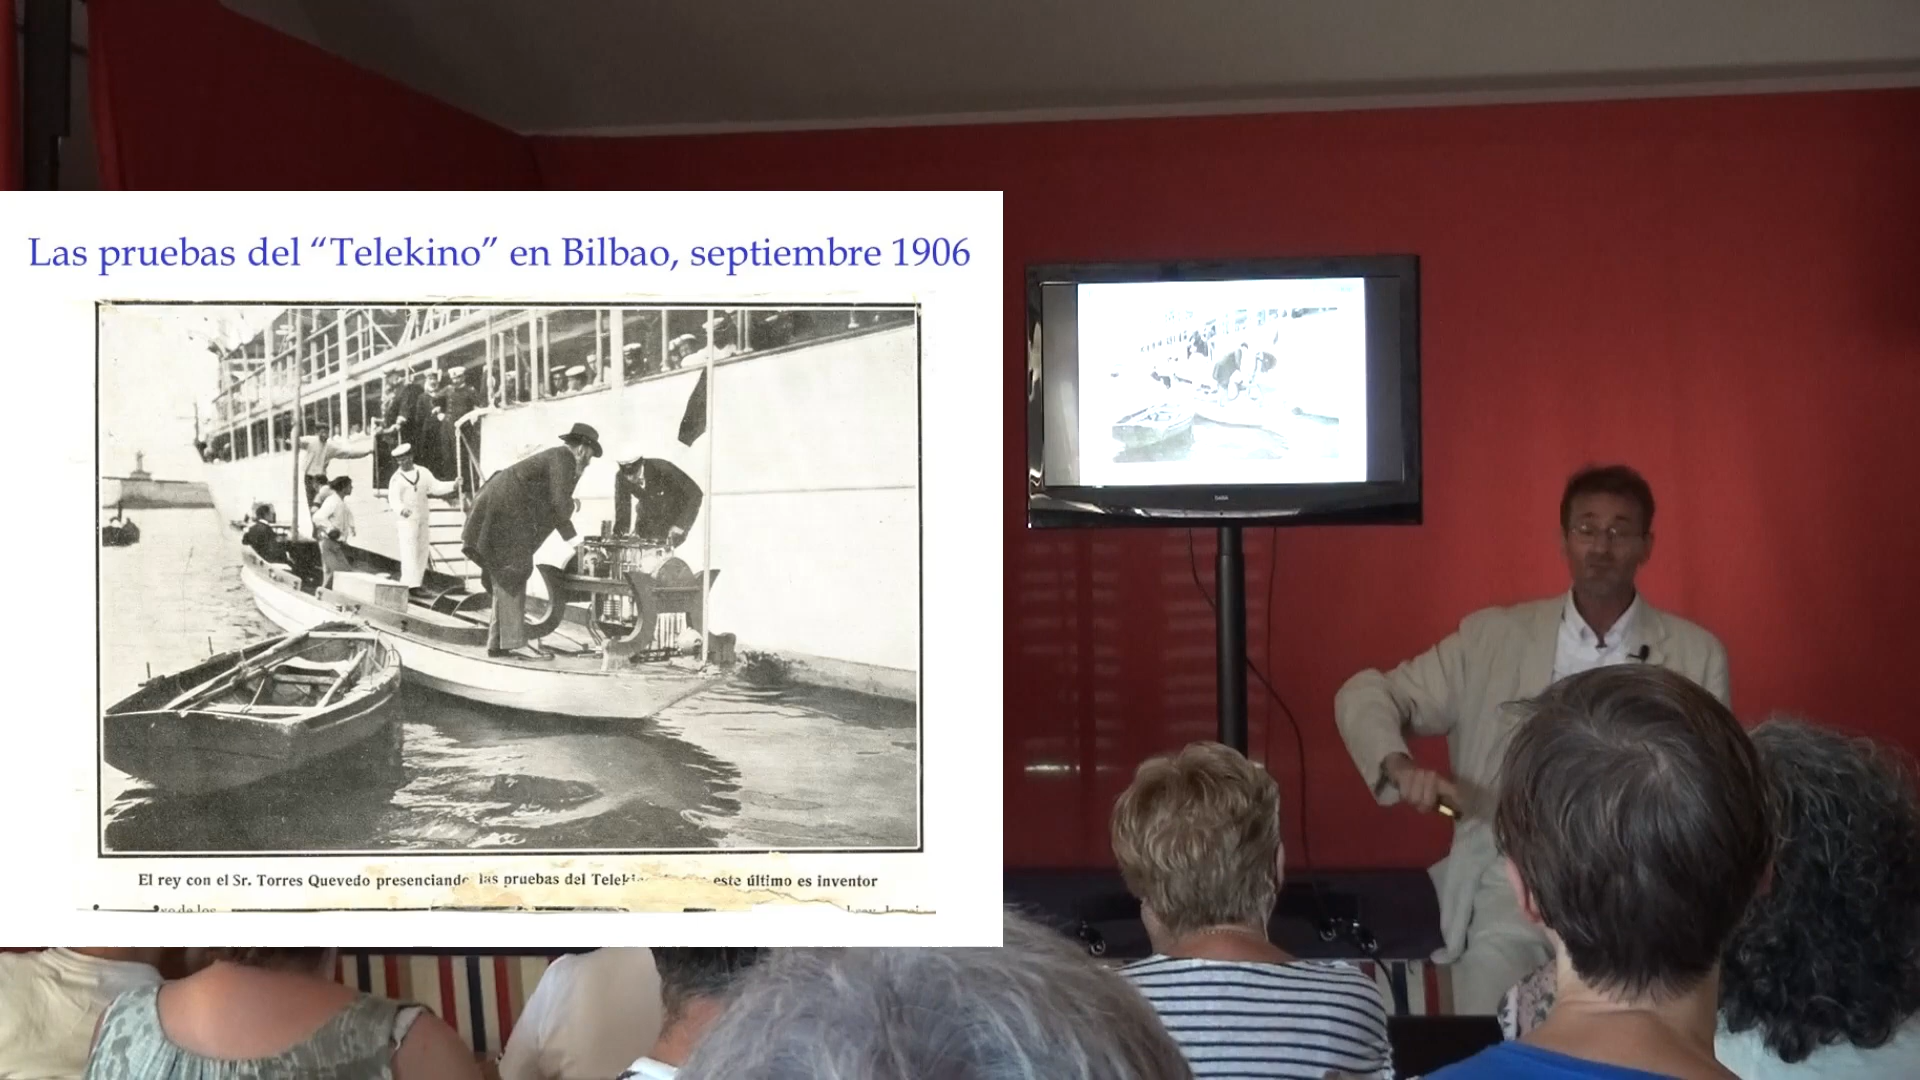 Las pruebas del “Telekino” en Bilbao, septiembre 1906
El rey con el Sr. Torres Quevedo presenciando las pruebas del este último es inventor